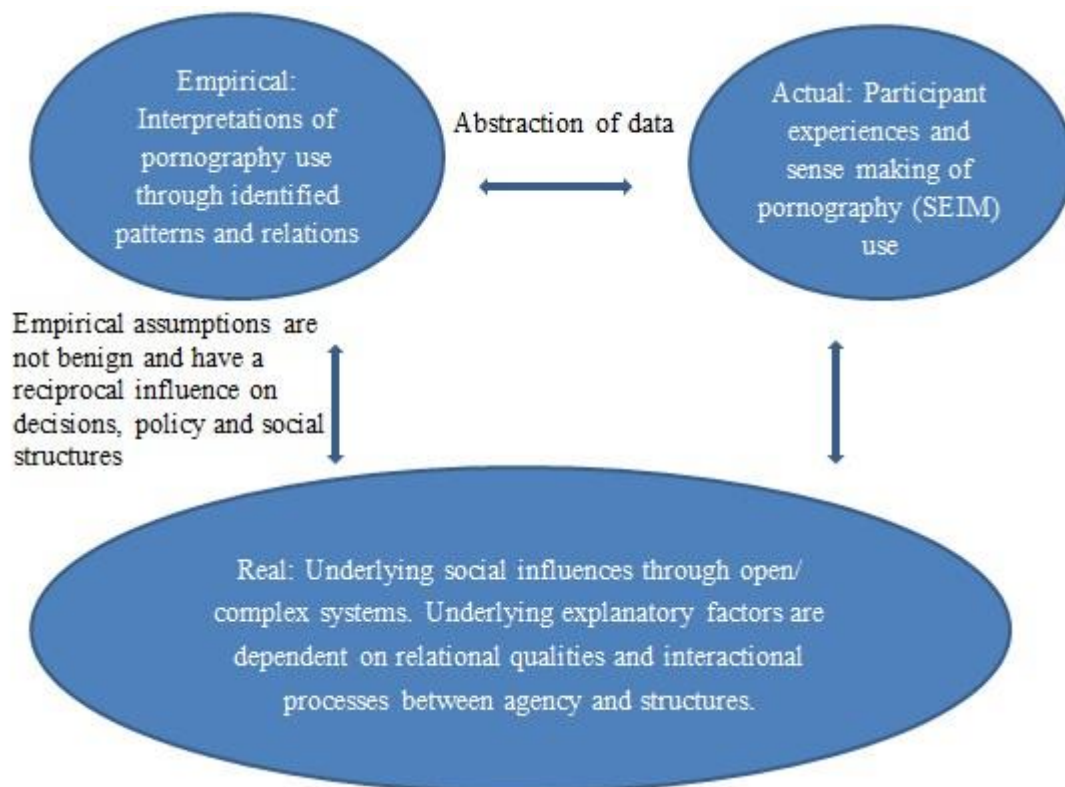 Empirical:
Interpretations of
pornography use
through identified
patterns and relations
Abstraction of data
Actual: Participant
experiences and
sense making of
pornography (SEIM)
use
Empirical assumptions are
not benign and have a
reciprocal influence on
decisions, policy and social
structures
Real: Underlying social influences through open/
complex systems. Underlying explanatory factors are
dependent on relational qualities and interactional
processes between agency and structures.